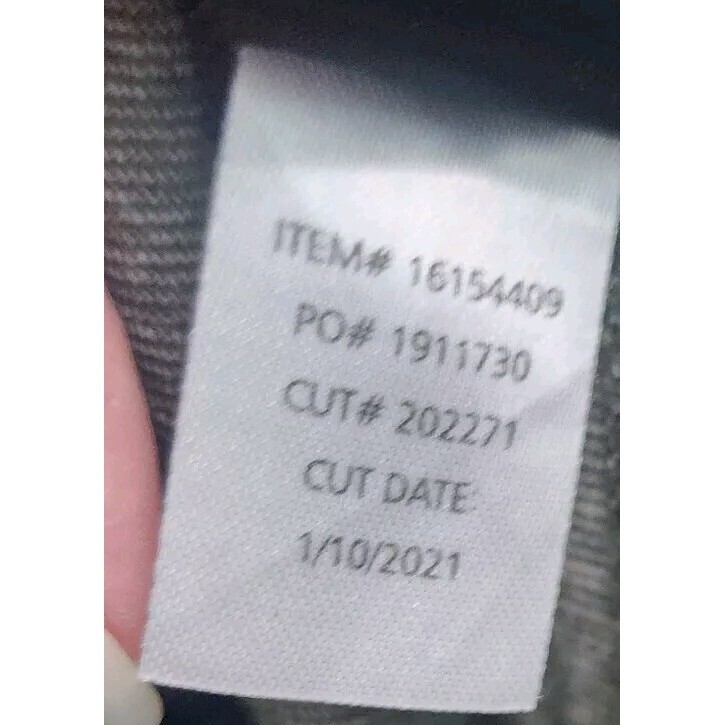 ITEM# 16154409
PO# 1911730
CUT# 202271
CUT DATE:
1/10/2021